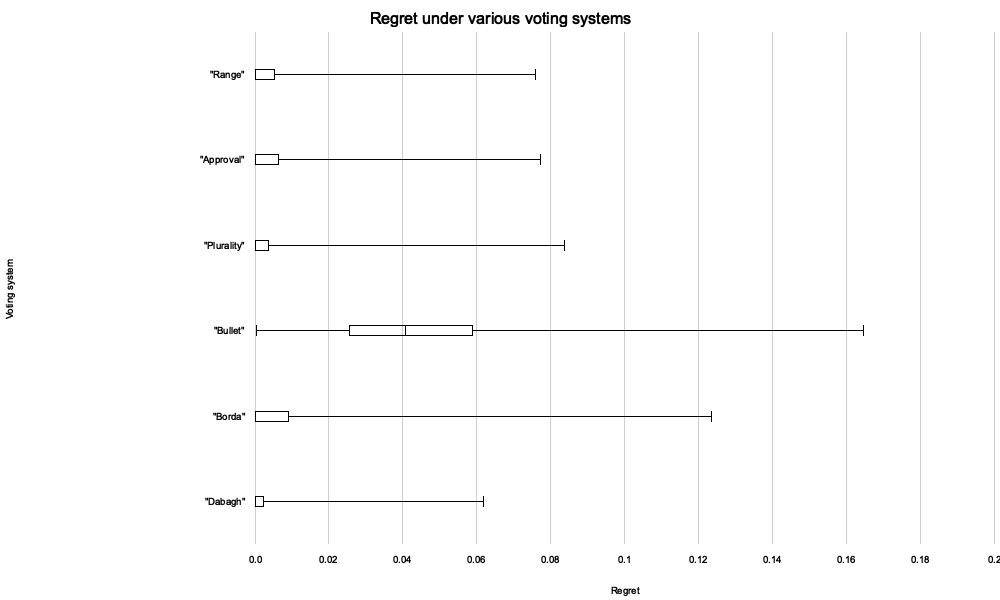 Regret under various voting systems
"Range"
"Approval"
"Plurality"
"Bullet"
"Borda"
"Dabagh"
Voting system
0.0 0.02 0.04 0.06 0.08 0.1 0.12 0.14 0.16 0.18 0.2
Regret